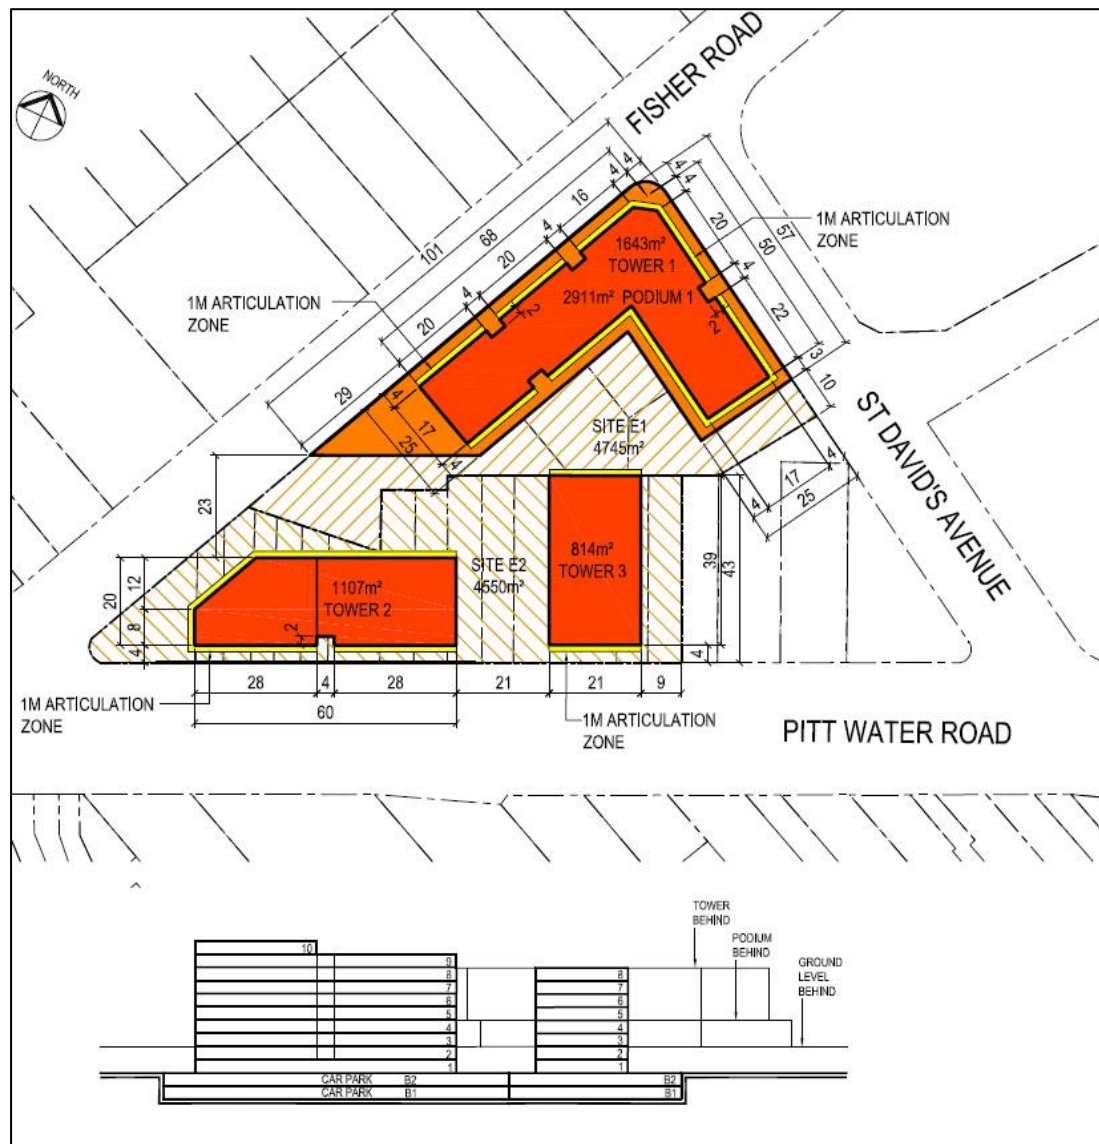 NORTH
FISHER ROAD
4
4
4
4
16
4
68
20
101
20
57
50
1M ARTICULATION
ZONE
1643m²
TOWER 1
4
4
2911m² PODIUM 1
1M ARTICULATION
ZONE
2
20
2
22
3
29
4
10
17
SITE E1
4745m²
25
4
ST DAVID'S AVENUE
4
17
25
4
23
SITE E2
4550m²
814m²
TOWER 3
39
43
12
20
1107m²
TOWER 2
8
2
4
4
28
4
28
21
21
9
1M ARTICULATION
ZONE
60
1M ARTICULATION
ZONE
PITT WATER ROAD
TOWER
BEHIND
PODIUM
BEHIND
GROUND
LEVEL
BEHIND
10
9
8
8
7
7
6
6
5
5
4
4
3
3
2
2
1
1
CAR PARK B2
B2
CAR PARK B1
B1